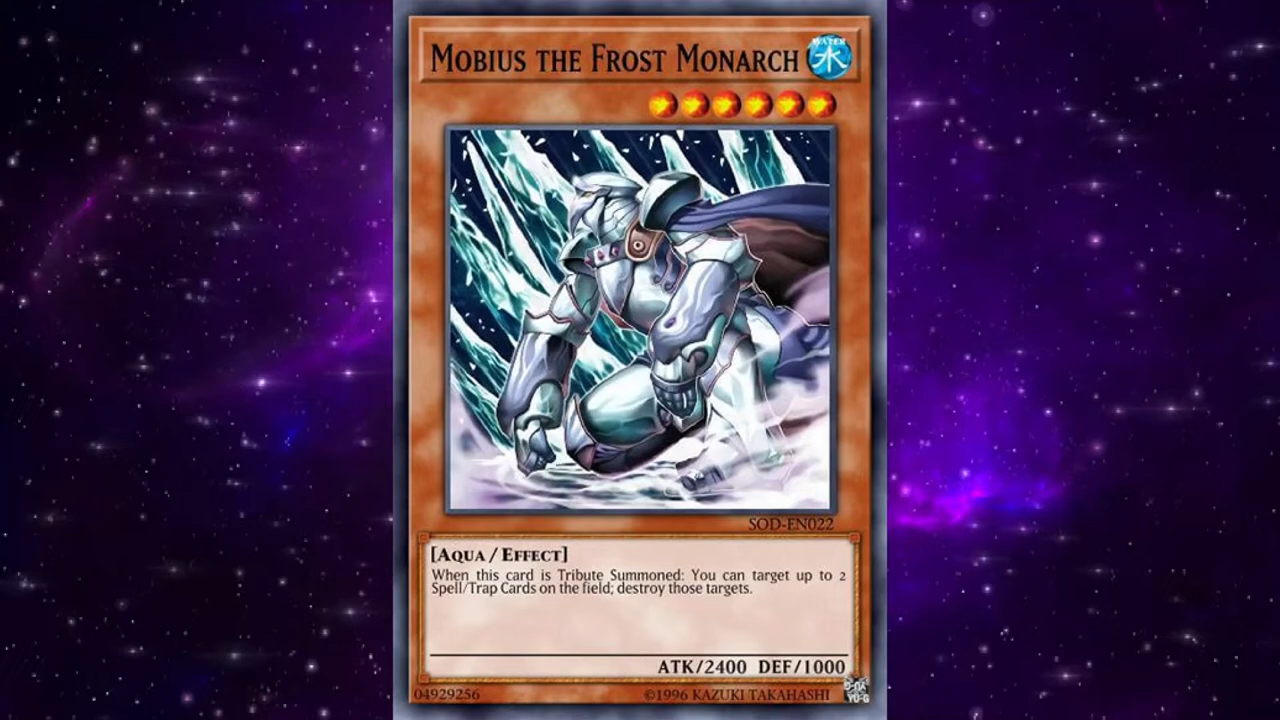 MOBIUS THE FROST MONARCH
WATER
水
SOD-EN022
[AQUA / EFFECT]
When this card is Tribute Summoned: You can target up to 2
Spell/Trap Cards on the field; destroy those targets.
ATK/2400 DEF/1000
04929256
©1996 KAZUKI TAKAHASHI